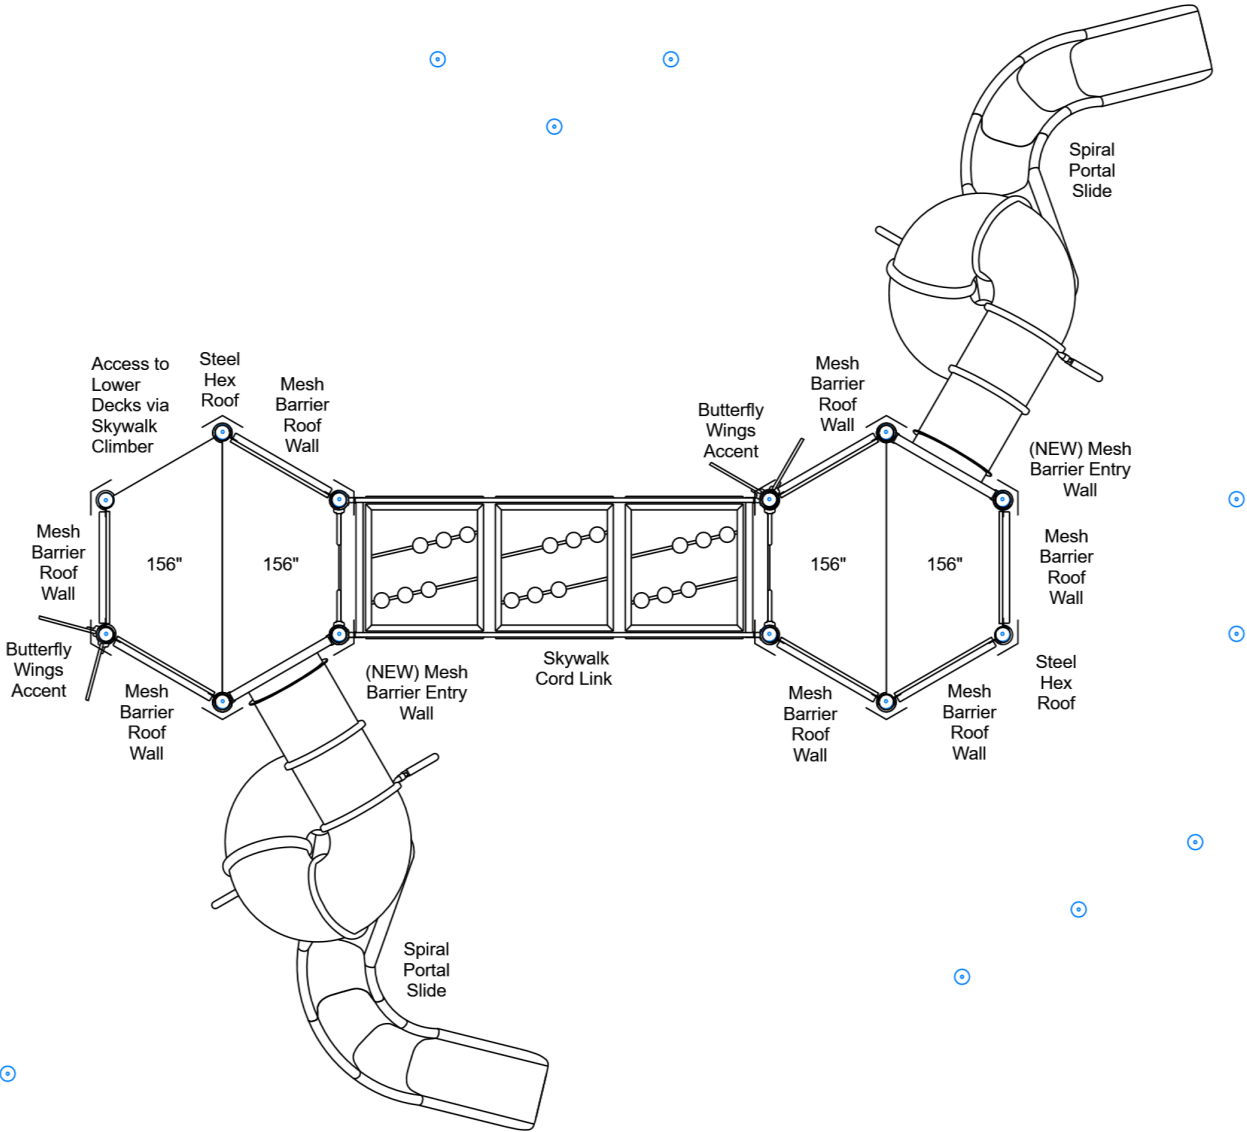 Spiral
Portal
Slide
Access to
Lower
Decks via
Skywalk
Climber
Steel
Hex
Roof
Mesh
Barrier
Roof
Wall
Butterfly
Wings
Accent
Mesh
Barrier
Roof
Wall
(NEW) Mesh
Barrier Entry
Wall
Mesh
Barrier
Roof
Wall
156"
156"
156"
156"
Mesh
Barrier
Roof
Wall
Butterfly
Wings
Accent
Mesh
Barrier
Roof
Wall
(NEW) Mesh
Barrier Entry
Wall
Skywalk
Cord Link
Mesh
Barrier
Roof
Wall
Mesh
Barrier
Roof
Wall
Steel
Hex
Roof
Spiral
Portal
Slide